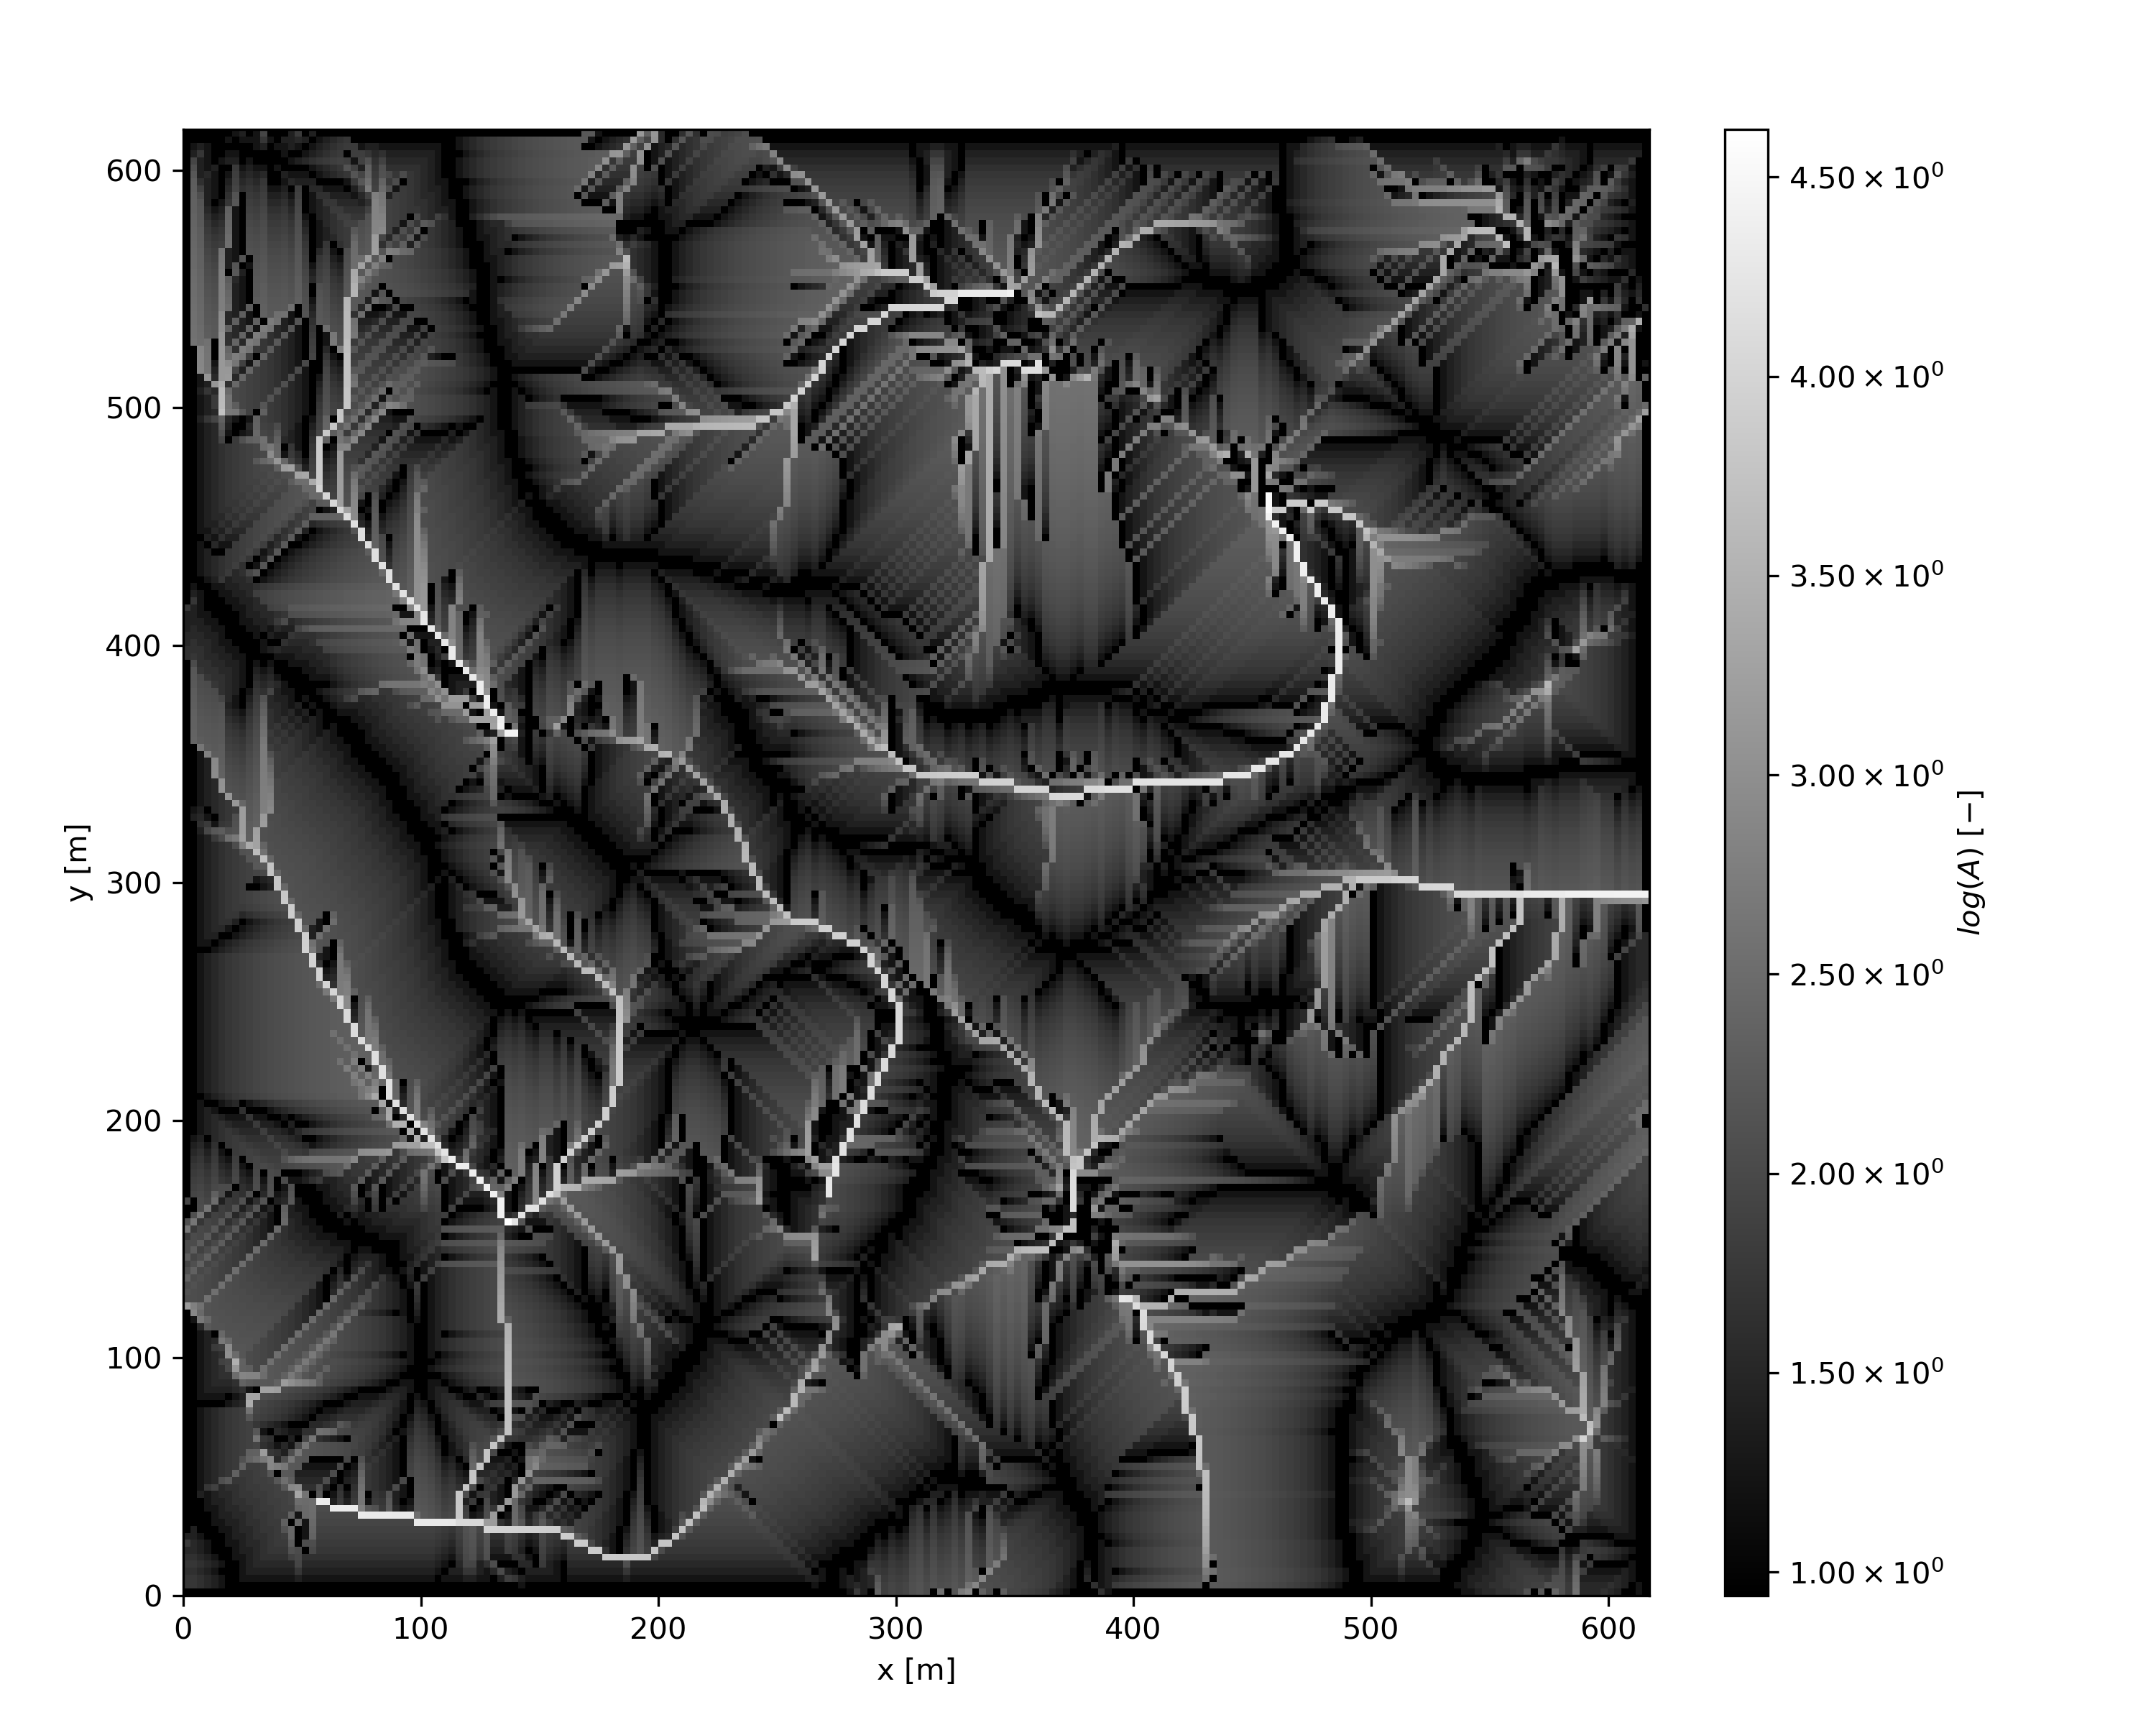 600
500
400
300
200
100
0
y [m]
0 100 200 300 400 500 600
x [m]
4.50 × 10⁰
4.00 × 10⁰
3.50 × 10⁰
3.00 × 10⁰
2.50 × 10⁰
2.00 × 10⁰
1.50 × 10⁰
1.00 × 10⁰
log(A) [−]